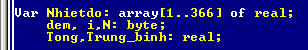 Var Nhietdo: array[1..366] of real;
dem, i,N: byte;
Tong,Trung_binh: real;